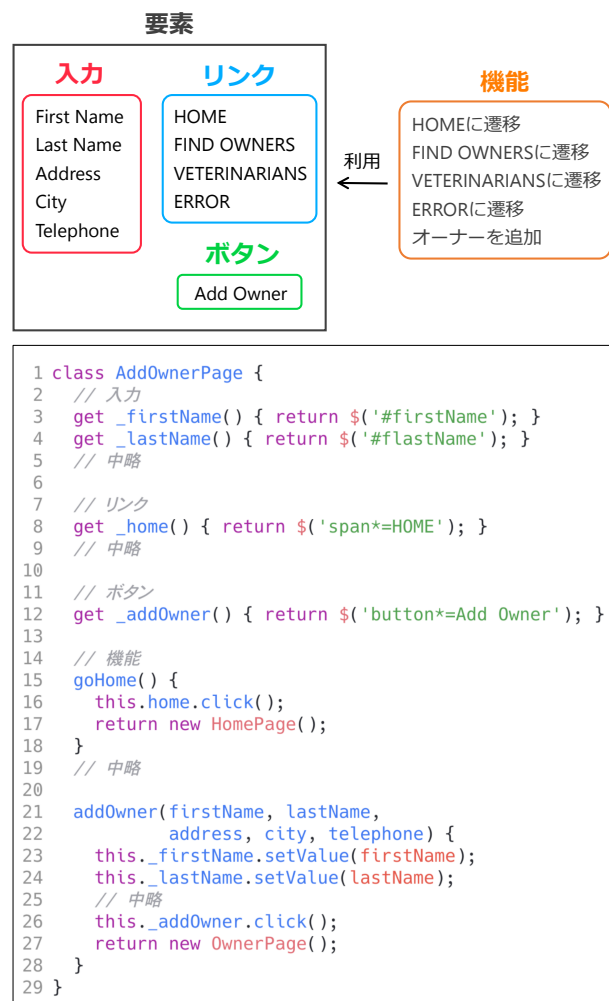 要素
入力
First Name
Last Name
Address
City
Telephone
リンク
HOME
FIND OWNERS
VETERINARIANS
ERROR
ボタン
Add Owner
利用
機能
HOMEに遷移
FIND OWNERSに遷移
VETERINARIANSに遷移
ERRORに遷移
オーナーを追加
1 class AddOwnerPage {
2   // 入力
3   get _firstName() { return $('#firstName'); }
4   get _lastName() { return $('#flastName'); }
5   // 中略
6
7   // リンク
8   get _home() { return $('span*=HOME'); }
9   // 中略
10
11   // ボタン
12   get _addOwner() { return $('button*=Add Owner'); }
13
14   // 機能
15   goHome() {
16     this.home.click();
17     return new HomePage();
18   }
19   // 中略
20
21   addOwner(firstName, lastName,
22            address, city, telephone) {
23     this._firstName.setValue(firstName);
24     this._lastName.setValue(lastName);
25     // 中略
26     this._addOwner.click();
27     return new OwnerPage();
28   }
29 }